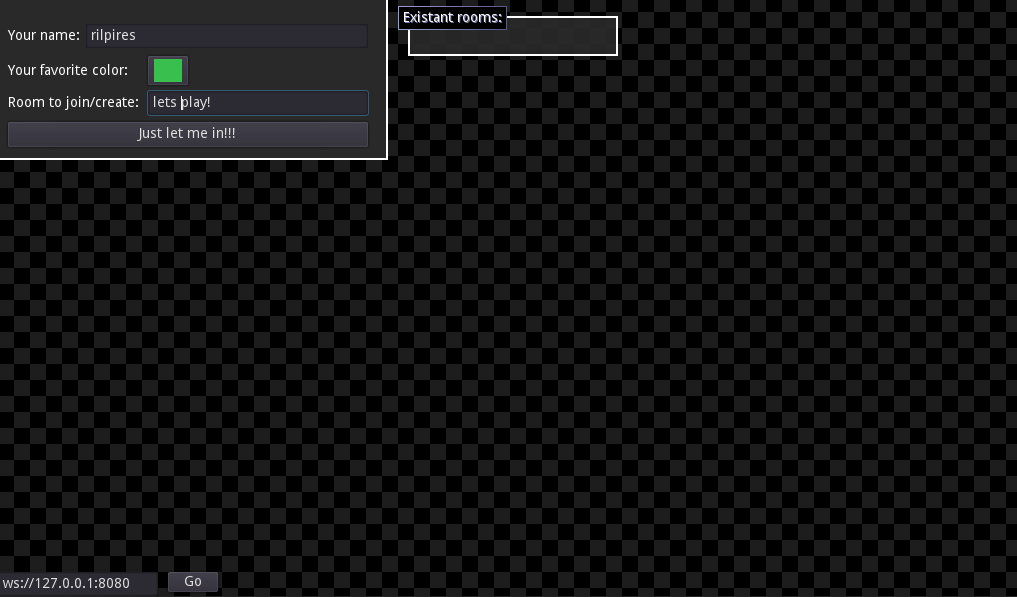 Your name: rilpires
Your favorite color:
Room to join/create: lets play!
Just let me in!!!
Existant rooms:
ws://127.0.0.1:8080 Go